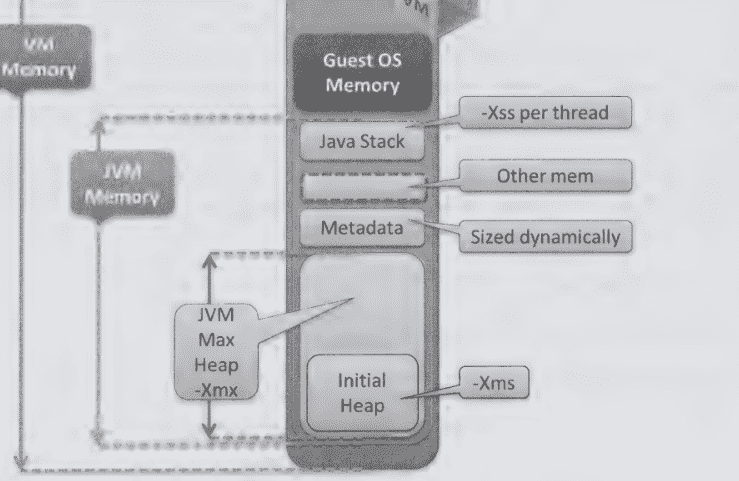 VM
VM
Memory
Guest OS
Memory
-Xss per thread
Java Stack
JVM
Memory
Other mem
Metadata
Sized dynamically
JVM
Max
Heap
-Xmx
Initial
Heap
-Xms